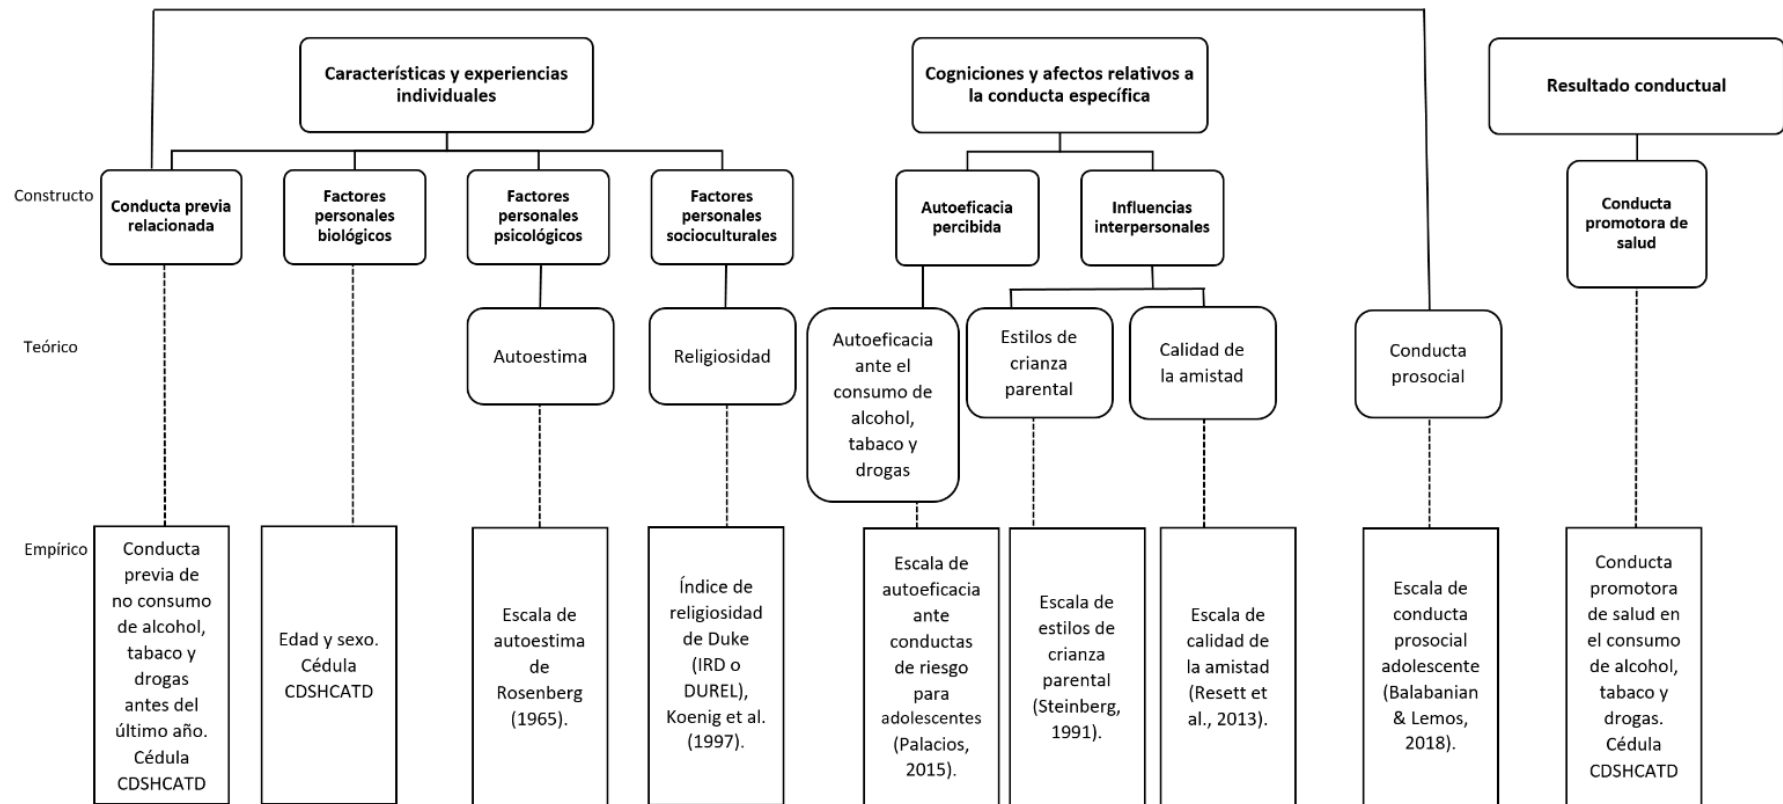 Características y experiencias
individuales
Cogniciones y afectos relativos a
la conducta específica
Resultado conductual
Constructo
Conducta previa
relacionada
Factores
personales
biológicos
Factores
personales
psicológicos
Factores
personales
socioculturales
Autoeficacia
percibida
Influencias
interpersonales
Conducta
promotora de
salud
Teórico
Autoestima
Religiosidad
Autoeficacia
ante el
consumo de
alcohol,
tabaco y
drogas
Estilos de
crianza
parental
Calidad de
la amistad
Conducta
prosocial
Empírico
Conducta
previa de
no consumo
de alcohol,
tabaco y
drogas
antes del
último año.
Cédula
CDSHCATD
Edad y sexo.
Cédula
CDSHCATD
Escala de
autoestima
de
Rosenberg
(1965).
Índice de
religiosidad
de Duke
(IRD o
DUREL),
Koenig et al.
(1997).
Escala de
autoeficacia
ante
conductas
de riesgo
para
adolescentes
(Palacios,
2015).
Escala de
estilos de
crianza
parental
(Steinberg,
1991).
Escala de
calidad de
la amistad
(Resett et
al., 2013).
Escala de
conducta
prosocial
adolescente
(Balabanian
& Lemos,
2018).
Conducta
promotora
de salud en
el consumo
de alcohol,
tabaco y
drogas.
Cédula
CDSHCATD